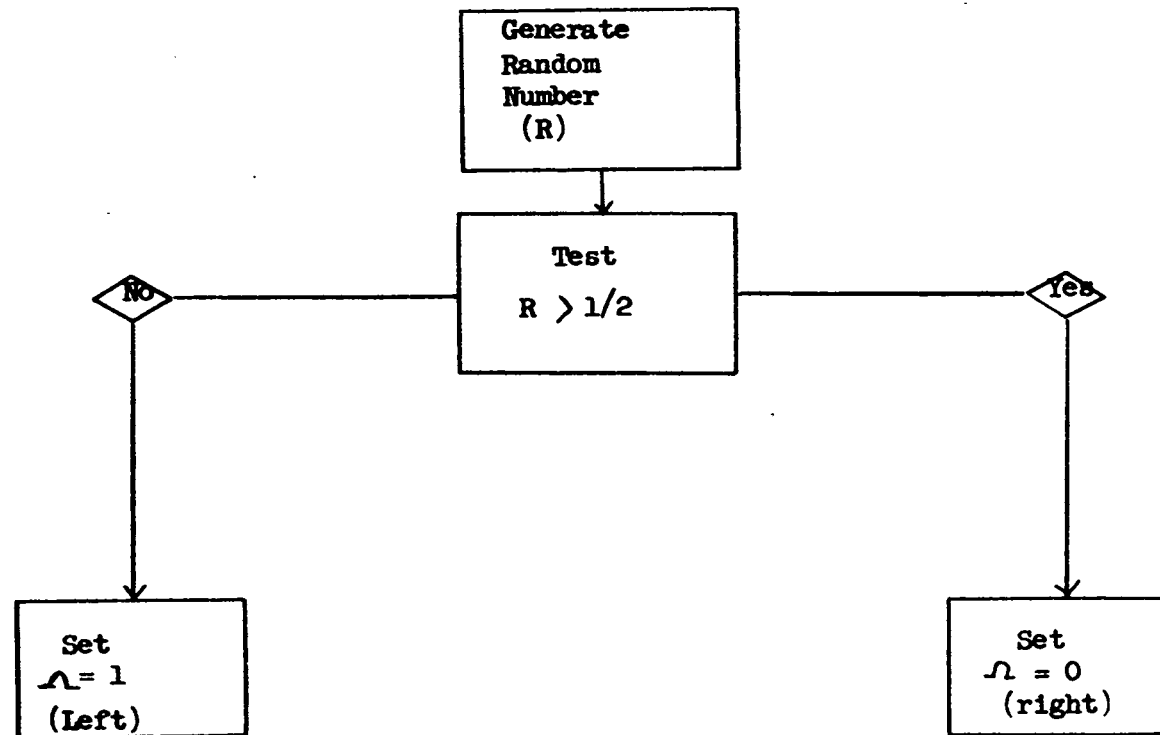 Generate
Random
Number
(R)
Test
R > 1/2
No
Yes
Set
Ω = 1
(Left)
Set
Ω = 0
(right)